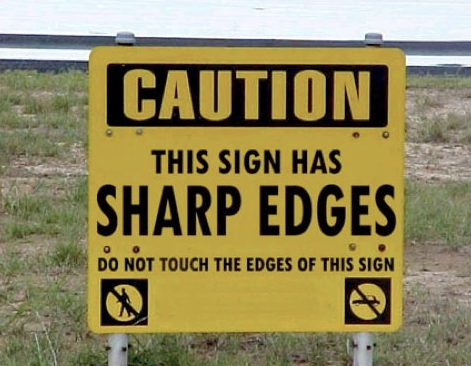 CAUTION
THIS SIGN HAS
SHARP EDGES
DO NOT TOUCH THE EDGES OF THIS SIGN